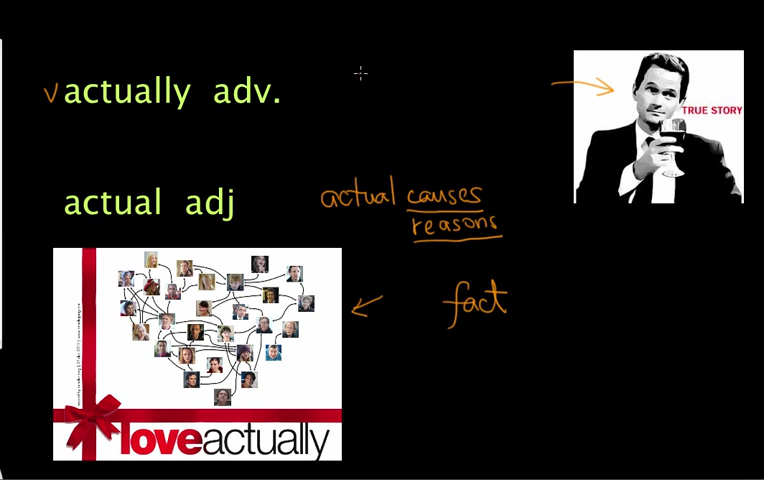 actually adv.
TRUE STORY
actual adj
actual causes
reasons
fact
loveactually